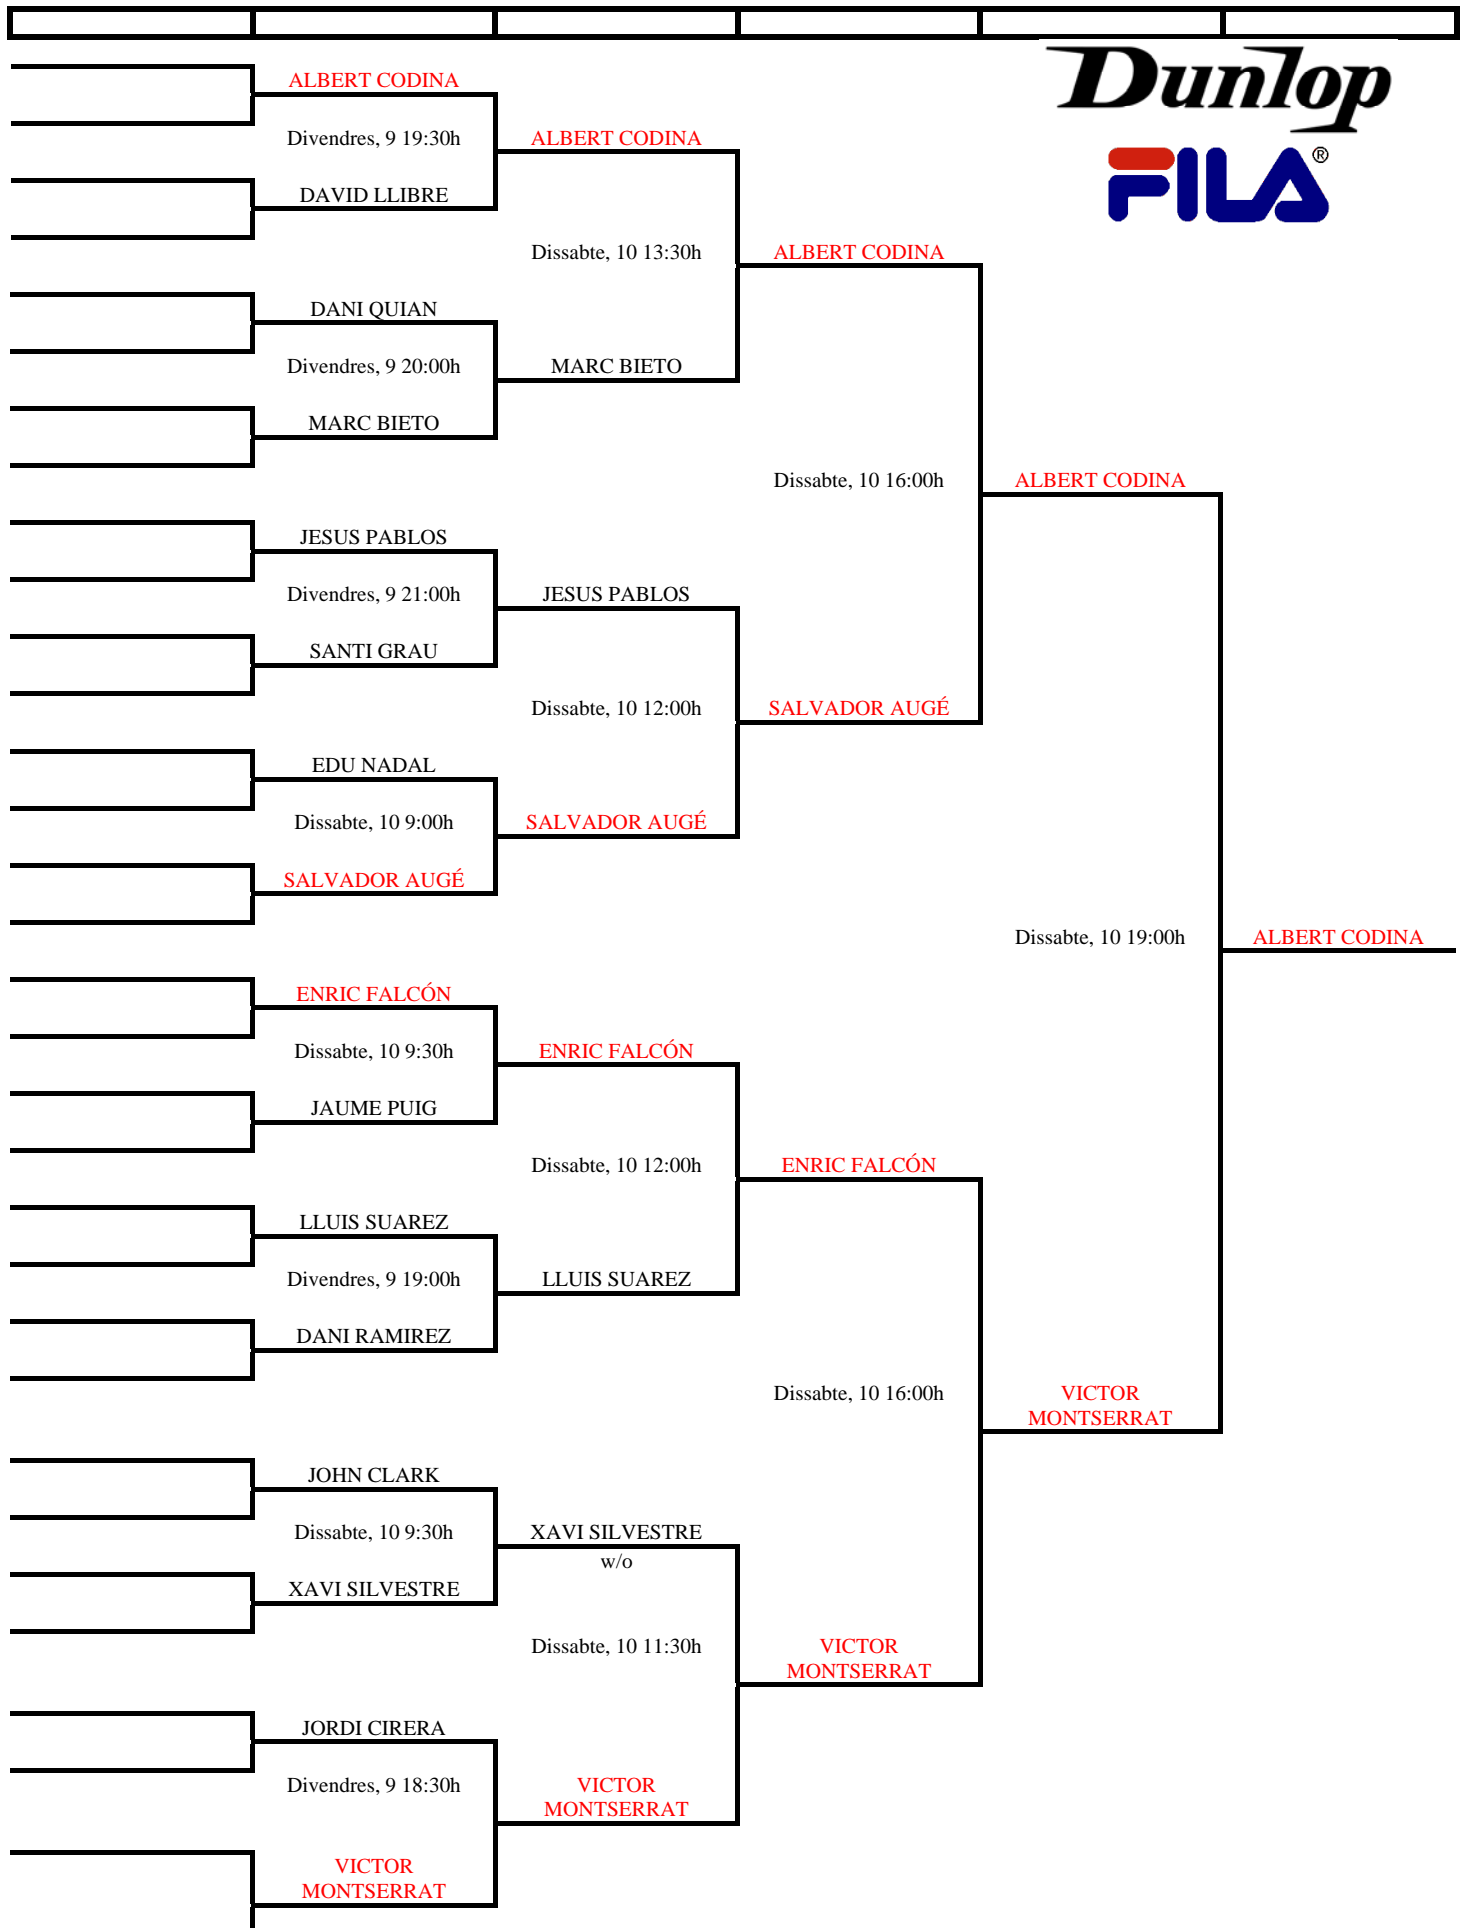 Dunlop
FILA®
ALBERT CODINA
Divendres, 9 19:30h
ALBERT CODINA
DAVID LLIBRE
Dissabte, 10 13:30h
ALBERT CODINA
DANI QUIAN
Divendres, 9 20:00h
MARC BIETO
MARC BIETO
Dissabte, 10 16:00h
ALBERT CODINA
JESUS PABLOS
Divendres, 9 21:00h
JESUS PABLOS
SANTI GRAU
Dissabte, 10 12:00h
SALVADOR AUGÉ
EDU NADAL
Dissabte, 10 9:00h
SALVADOR AUGÉ
SALVADOR AUGÉ
Dissabte, 10 19:00h
ALBERT CODINA
ENRIC FALCÓN
Dissabte, 10 9:30h
ENRIC FALCÓN
JAUME PUIG
Dissabte, 10 12:00h
ENRIC FALCÓN
LLUIS SUAREZ
Divendres, 9 19:00h
LLUIS SUAREZ
DANI RAMIREZ
Dissabte, 10 16:00h
VICTOR
MONTSERRAT
JOHN CLARK
Dissabte, 10 9:30h
XAVI SILVESTRE
w/o
XAVI SILVESTRE
Dissabte, 10 11:30h
VICTOR
MONTSERRAT
JORDI CIRERA
Divendres, 9 18:30h
VICTOR
MONTSERRAT
VICTOR
MONTSERRAT